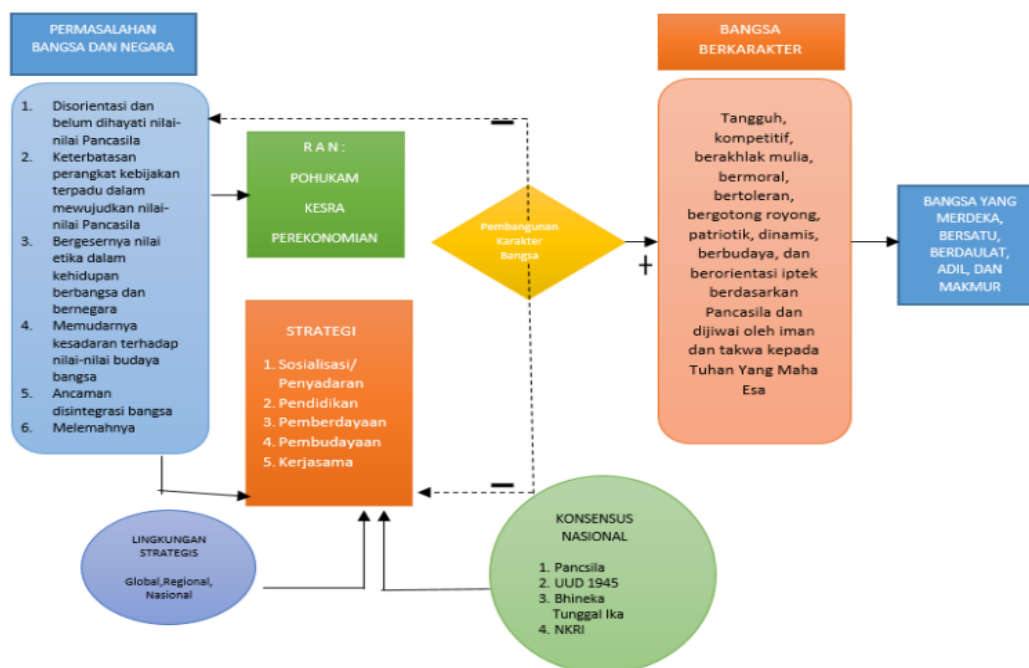 PERMASALAHAN
BANGSA DAN NEGARA
1. Disorientasi dan
belum dihayati nilai-
nilai Pancasila
2. Keterbatasan
perangkat kebijakan
terpadu dalam
mewujudkan nilai-
nilai Pancasila
3. Bergesernya nilai
etika dalam
kehidupan
berbangsa dan
bernegara
4. Memudarnya
kesadaran terhadap
nilai-nilai budaya
bangsa
5. Ancaman
disintegrasi bangsa
6. Melemahnya
R A N :
POHUKAM
KESRA
PEREKONOMIAN
STRATEGI
1. Sosialisasi/
Penyadaran
2. Pendidikan
3. Pemberdayaan
4. Pembudayaan
5. Kerjasama
LINGKUNGAN
STRATEGIS
Global,Regional,
Nasional
−
Pembangunan
Karakter
Bangsa
+
−
KONSENSUS
NASIONAL
1. Pancsila
2. UUD 1945
3. Bhineka
Tunggal Ika
4. NKRI
BANGSA
BERKARAKTER
Tangguh,
kompetitif,
berakhlak mulia,
bermoral,
bertoleran,
bergotong royong,
patriotik, dinamis,
berbudaya, dan
berorientasi iptek
berdasarkan
Pancasila dan
dijiwai oleh iman
dan takwa kepada
Tuhan Yang Maha
Esa
BANGSA YANG
MERDEKA,
BERSATU,
BERDAULAT,
ADIL, DAN
MAKMUR